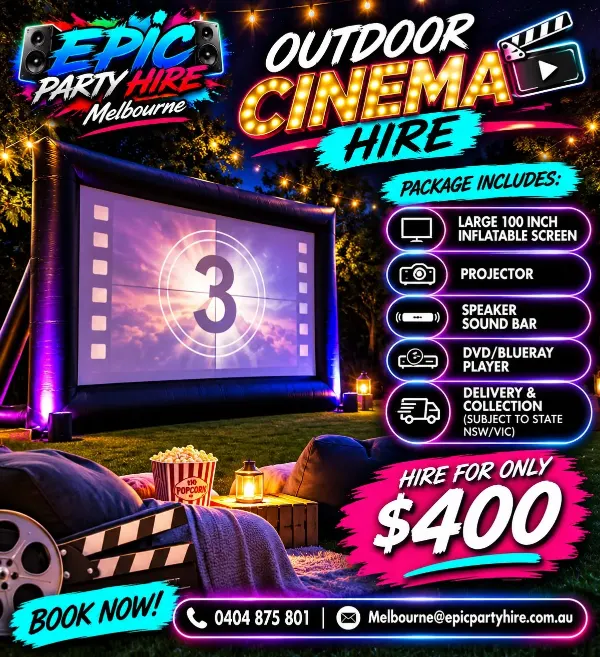 EPIC
PARTY HIRE
Melbourne
OUTDOOR
CINEMA
HIRE
PACKAGE INCLUDES:
LARGE 100 INCH
INFLATABLE SCREEN
PROJECTOR
SPEAKER
SOUND BAR
DVD/BLUERAY
PLAYER
DELIVERY &
COLLECTION
(SUBJECT TO STATE
NSW/VIC)
3
POPCORN
HIRE FOR ONLY
$400
BOOK NOW!
0404 875 801 | Melbourne@epicpartyhire.com.au